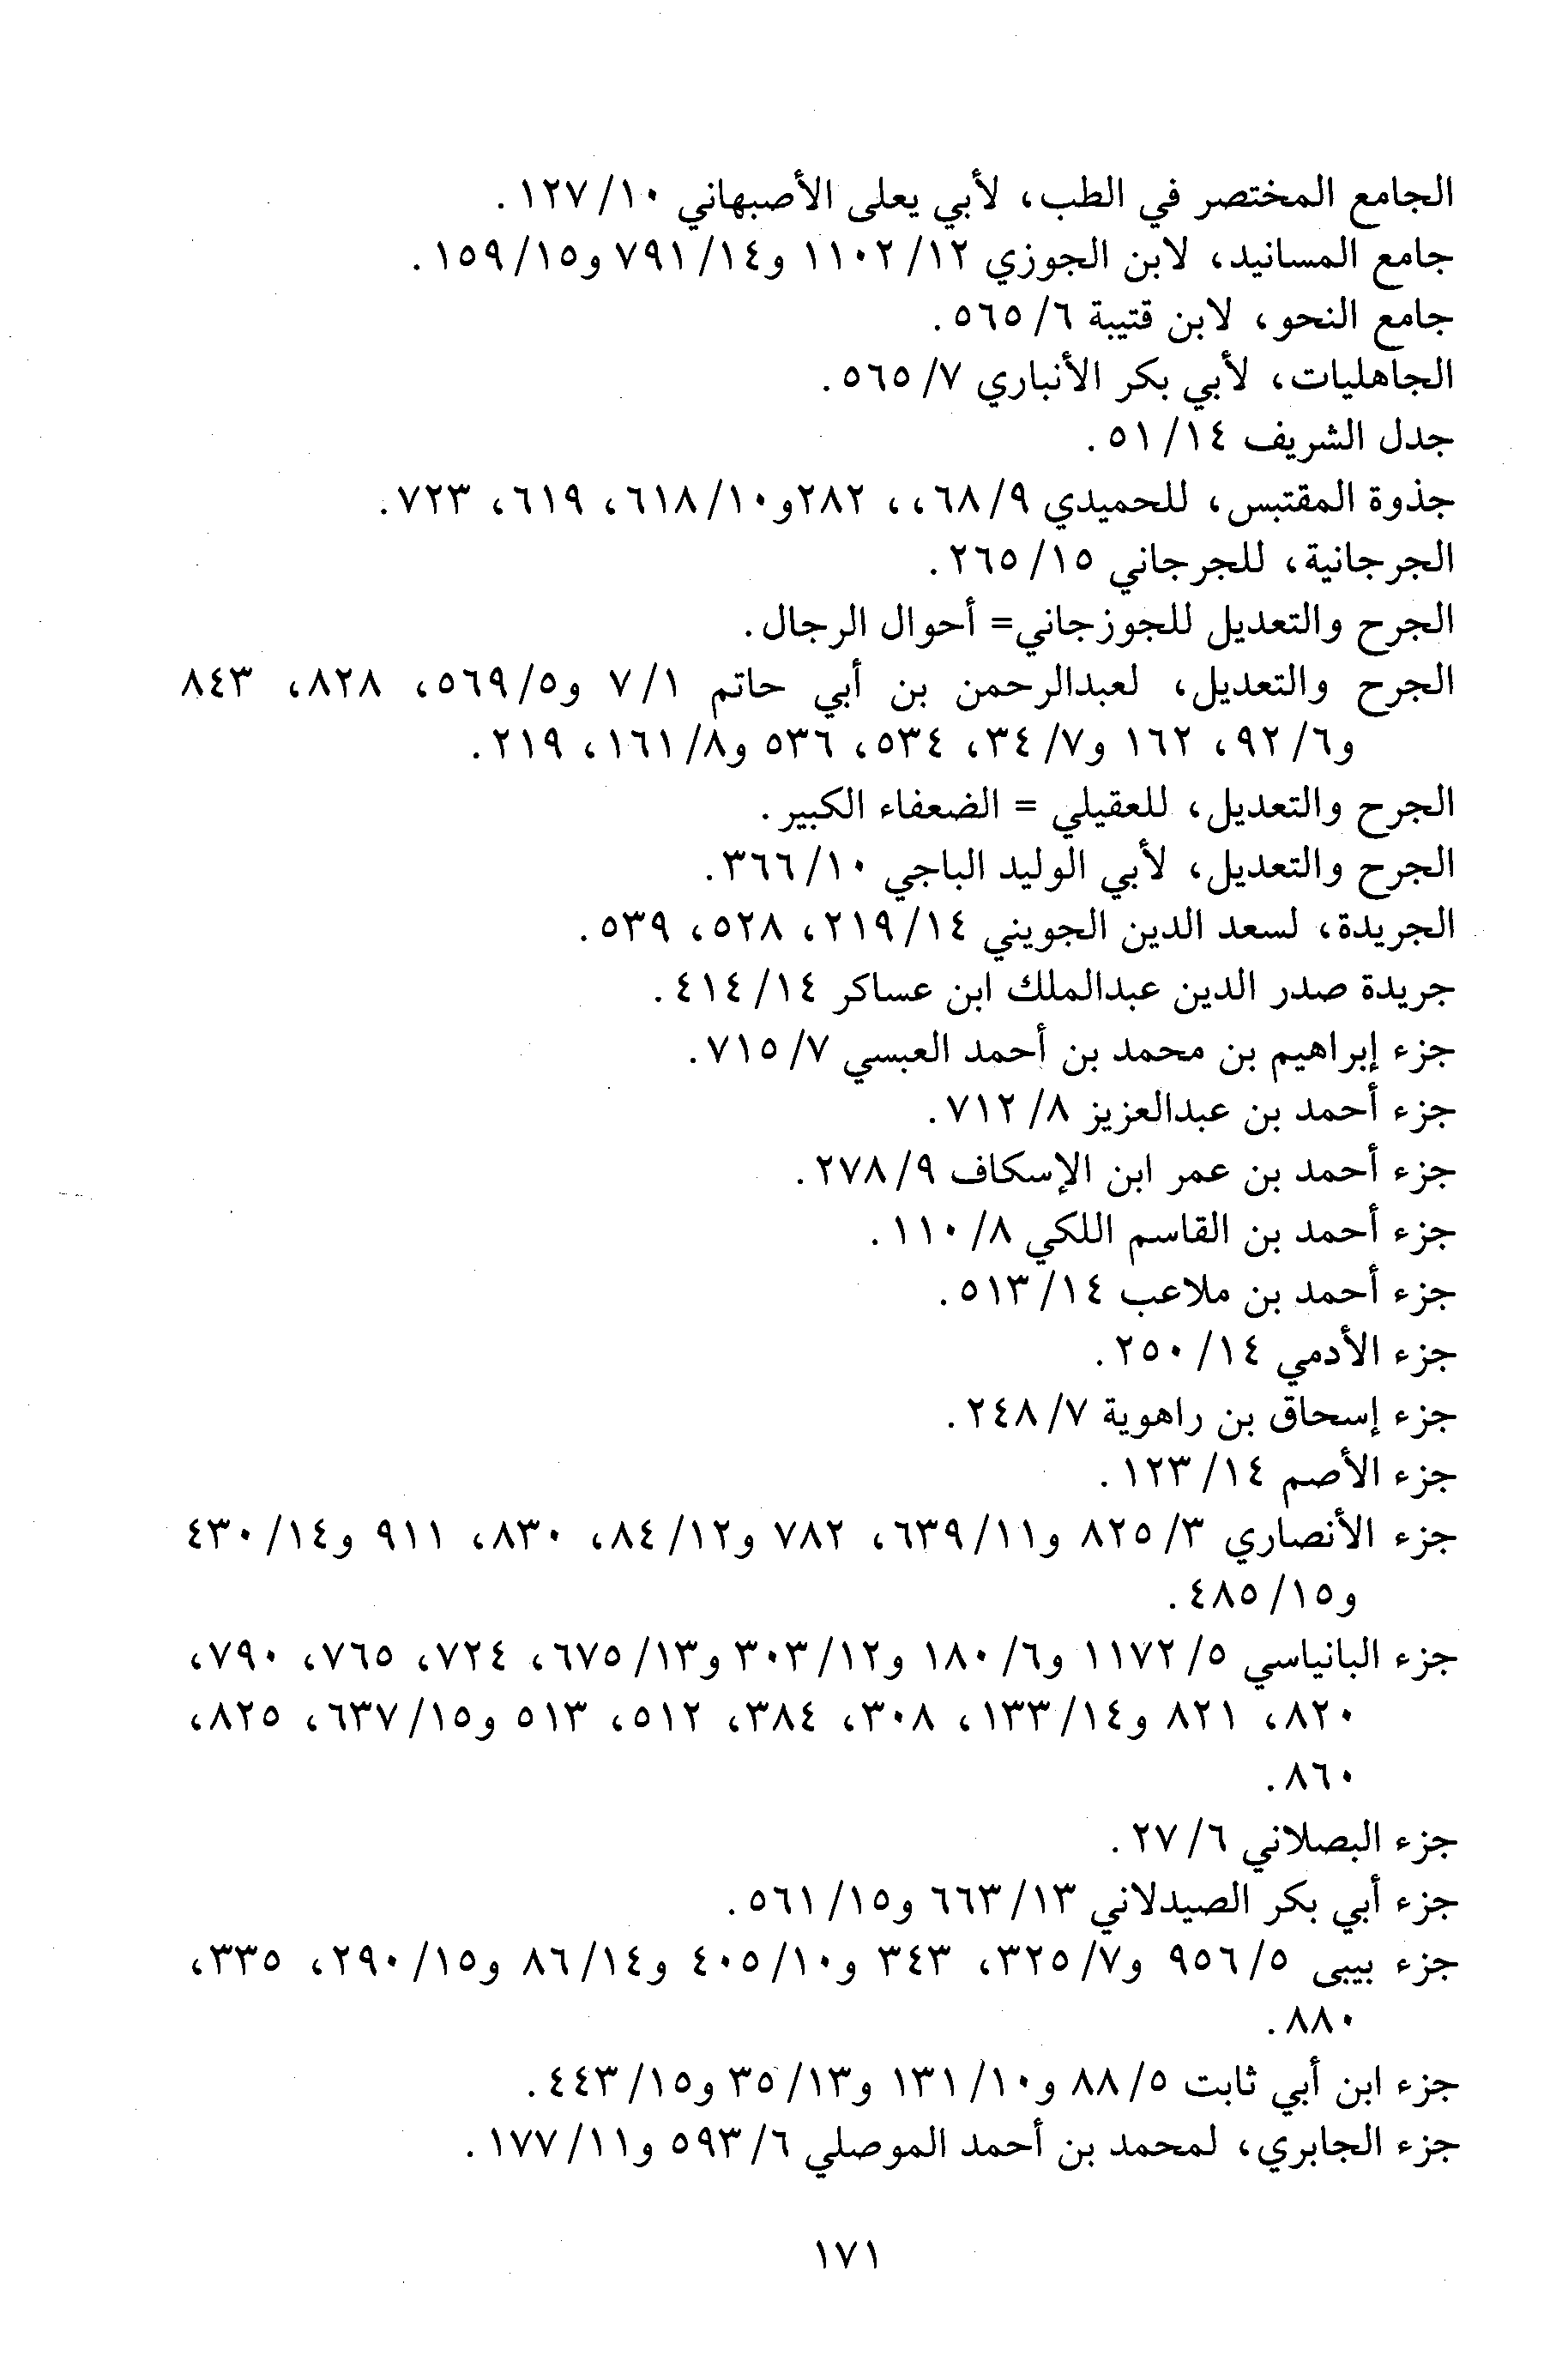 الجامع المختصر في الطب، لأبي يعلى الأصبهاني ١٠/ ١٢٧.
جامع المسانيد، لابن الجوزي ١٢/ ١١٠٢ و١٤/ ٧٩١ و١٥/ ١٥٩.
جامع النحو، لابن قتيبة ٦/ ٥٦٥.
الجاهليات، لأبي بكر الأنباري ٧/ ٥٦٥.
جدل الشريف ١٤/ ٥١.
جذوة المقتبس، للحميدي ٩/ ٦٨،، ٢٨٢و١٠/ ٦١٨، ٦١٩، ٧٢٣.
الجرجانية، للجرجاني ١٥/ ٢٦٥.
الجرح والتعديل للجوزجاني= أحوال الرجال.
الجرح والتعديل، لعبدالرحمن بن أبي حاتم ١/ ٧ و٥/ ٥٦٩، ٨٢٨، ٨٤٣
و٦/ ٩٢، ١٦٢ و٧/ ٣٤، ٥٣٤، ٥٣٦ و٨/ ١٦١، ٢١٩.
الجرح والتعديل، للعقيلي = الضعفاء الكبير.
الجرح والتعديل، لأبي الوليد الباجي ١٠/ ٣٦٦.
الجريدة، لسعد الدين الجويني ١٤/ ٢١٩، ٥٢٨، ٥٣٩.
جريدة صدر الدين عبدالملك ابن عساكر ١٤/ ٤١٤.
جزء إبراهيم بن محمد بن أحمد العبسي ٧/ ٧١٥.
جزء أحمد بن عبدالعزيز ٨/ ٧١٢.
جزء أحمد بن عمر ابن الإسكاف ٩/ ٢٧٨.
جزء أحمد بن القاسم اللكي ٨/ ١١٠.
جزء أحمد بن ملاعب ١٤/ ٥١٣.
جزء الأدمي ١٤/ ٢٥٠.
جزء إسحاق بن راهوية ٧/ ٢٤٨.
جزء الأصم ١٤/ ١٢٣.
جزء الأنصاري ٣/ ٨٢٥ و١١/ ٦٣٩، ٧٨٢ و١٢/ ٨٤، ٨٣٠، ٩١١ و١٤/ ٤٣٠
و١٥/ ٤٨٥.
جزء البانياسي ٥/ ١١٧٢ و٦/ ١٨٠ و١٢/ ٣٠٣ و١٣/ ٦٧٥، ٧٢٤، ٧٦٥، ٧٩٠،
٨٢٠، ٨٢١ و١٤/ ١٣٣، ٣٠٨، ٣٨٤، ٥١٢، ٥١٣ و١٥/ ٦٣٧، ٨٢٥،
٨٦٠.
جزء البصلاني ٦/ ٢٧.
جزء أبي بكر الصيدلاني ١٣/ ٦٦٣ و١٥/ ٥٦١.
جزء بيبى ٥/ ٩٥٦ و٧/ ٣٢٥، ٣٤٣ و١٠/ ٤٠٥ و١٤/ ٨٦ و١٥/ ٢٩٠، ٣٣٥،
٨٨٠.
جزء ابن أبي ثابت ٥/ ٨٨ و١٠/ ١٣١ و١٣/ ٣٥ و١٥/ ٤٤٣.
جزء الجابري، لمحمد بن أحمد الموصلي ٦/ ٥٩٣ و١١/ ١٧٧.
١٧١